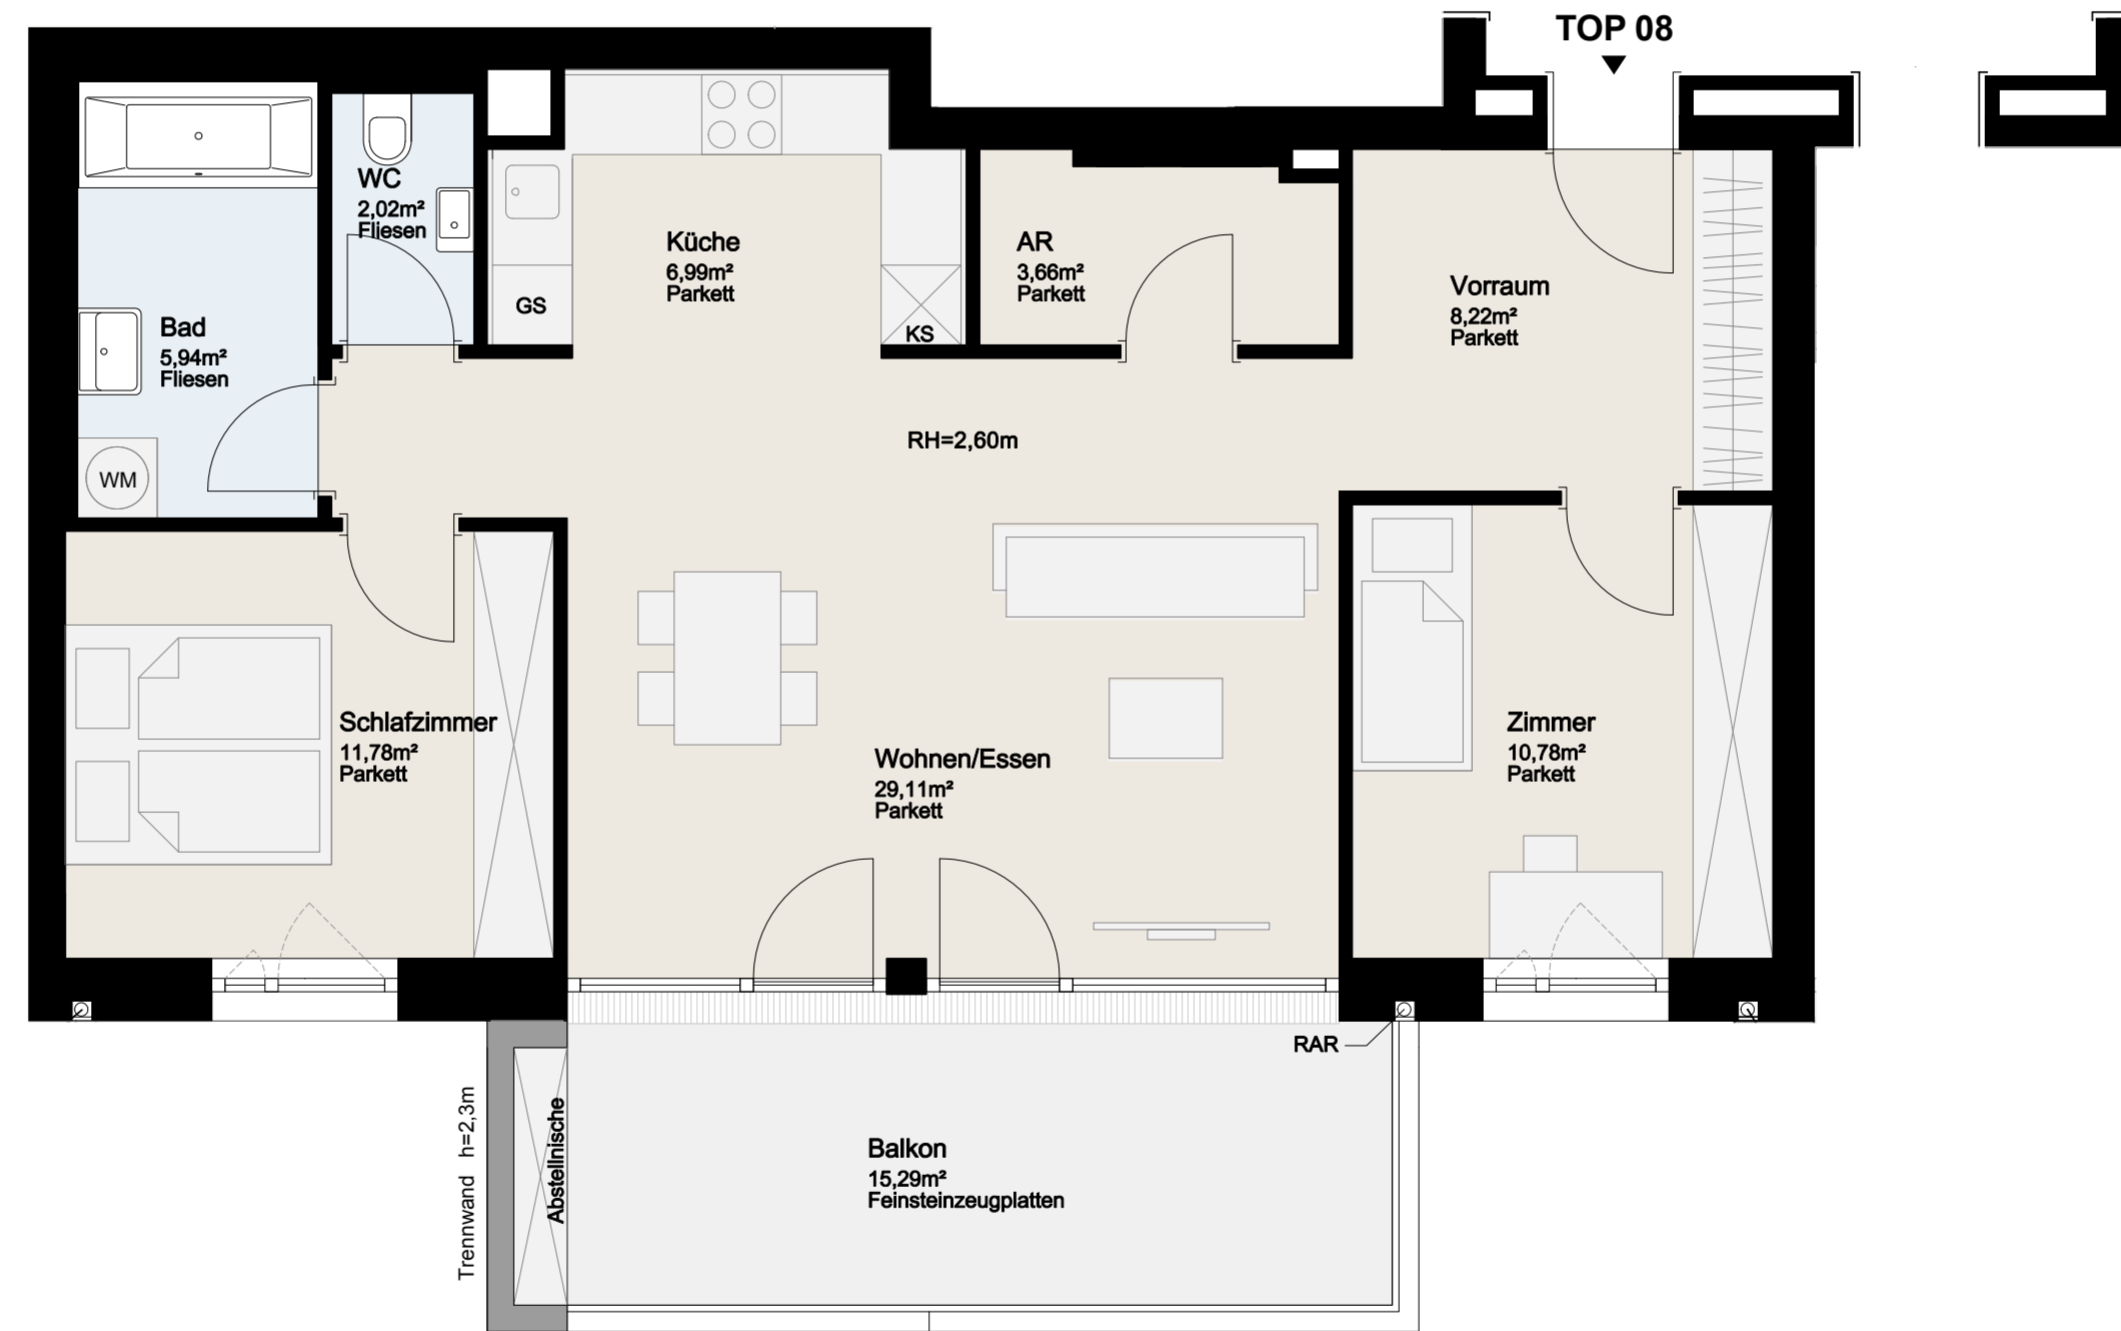 TOP 08
WC
2,02m²
Fliesen
Küche
6,99m²
Parkett
AR
3,66m²
Parkett
Vorraum
8,22m²
Parkett
GS
KS
Bad
5,94m²
Fliesen
RH=2,60m
WM
Schlafzimmer
11,78m²
Parkett
Wohnen/Essen
29,11m²
Parkett
Zimmer
10,78m²
Parkett
RAR
Trennwand h=2,3m
Abstellnische
Balkon
15,29m²
Feinsteinzeugplatten